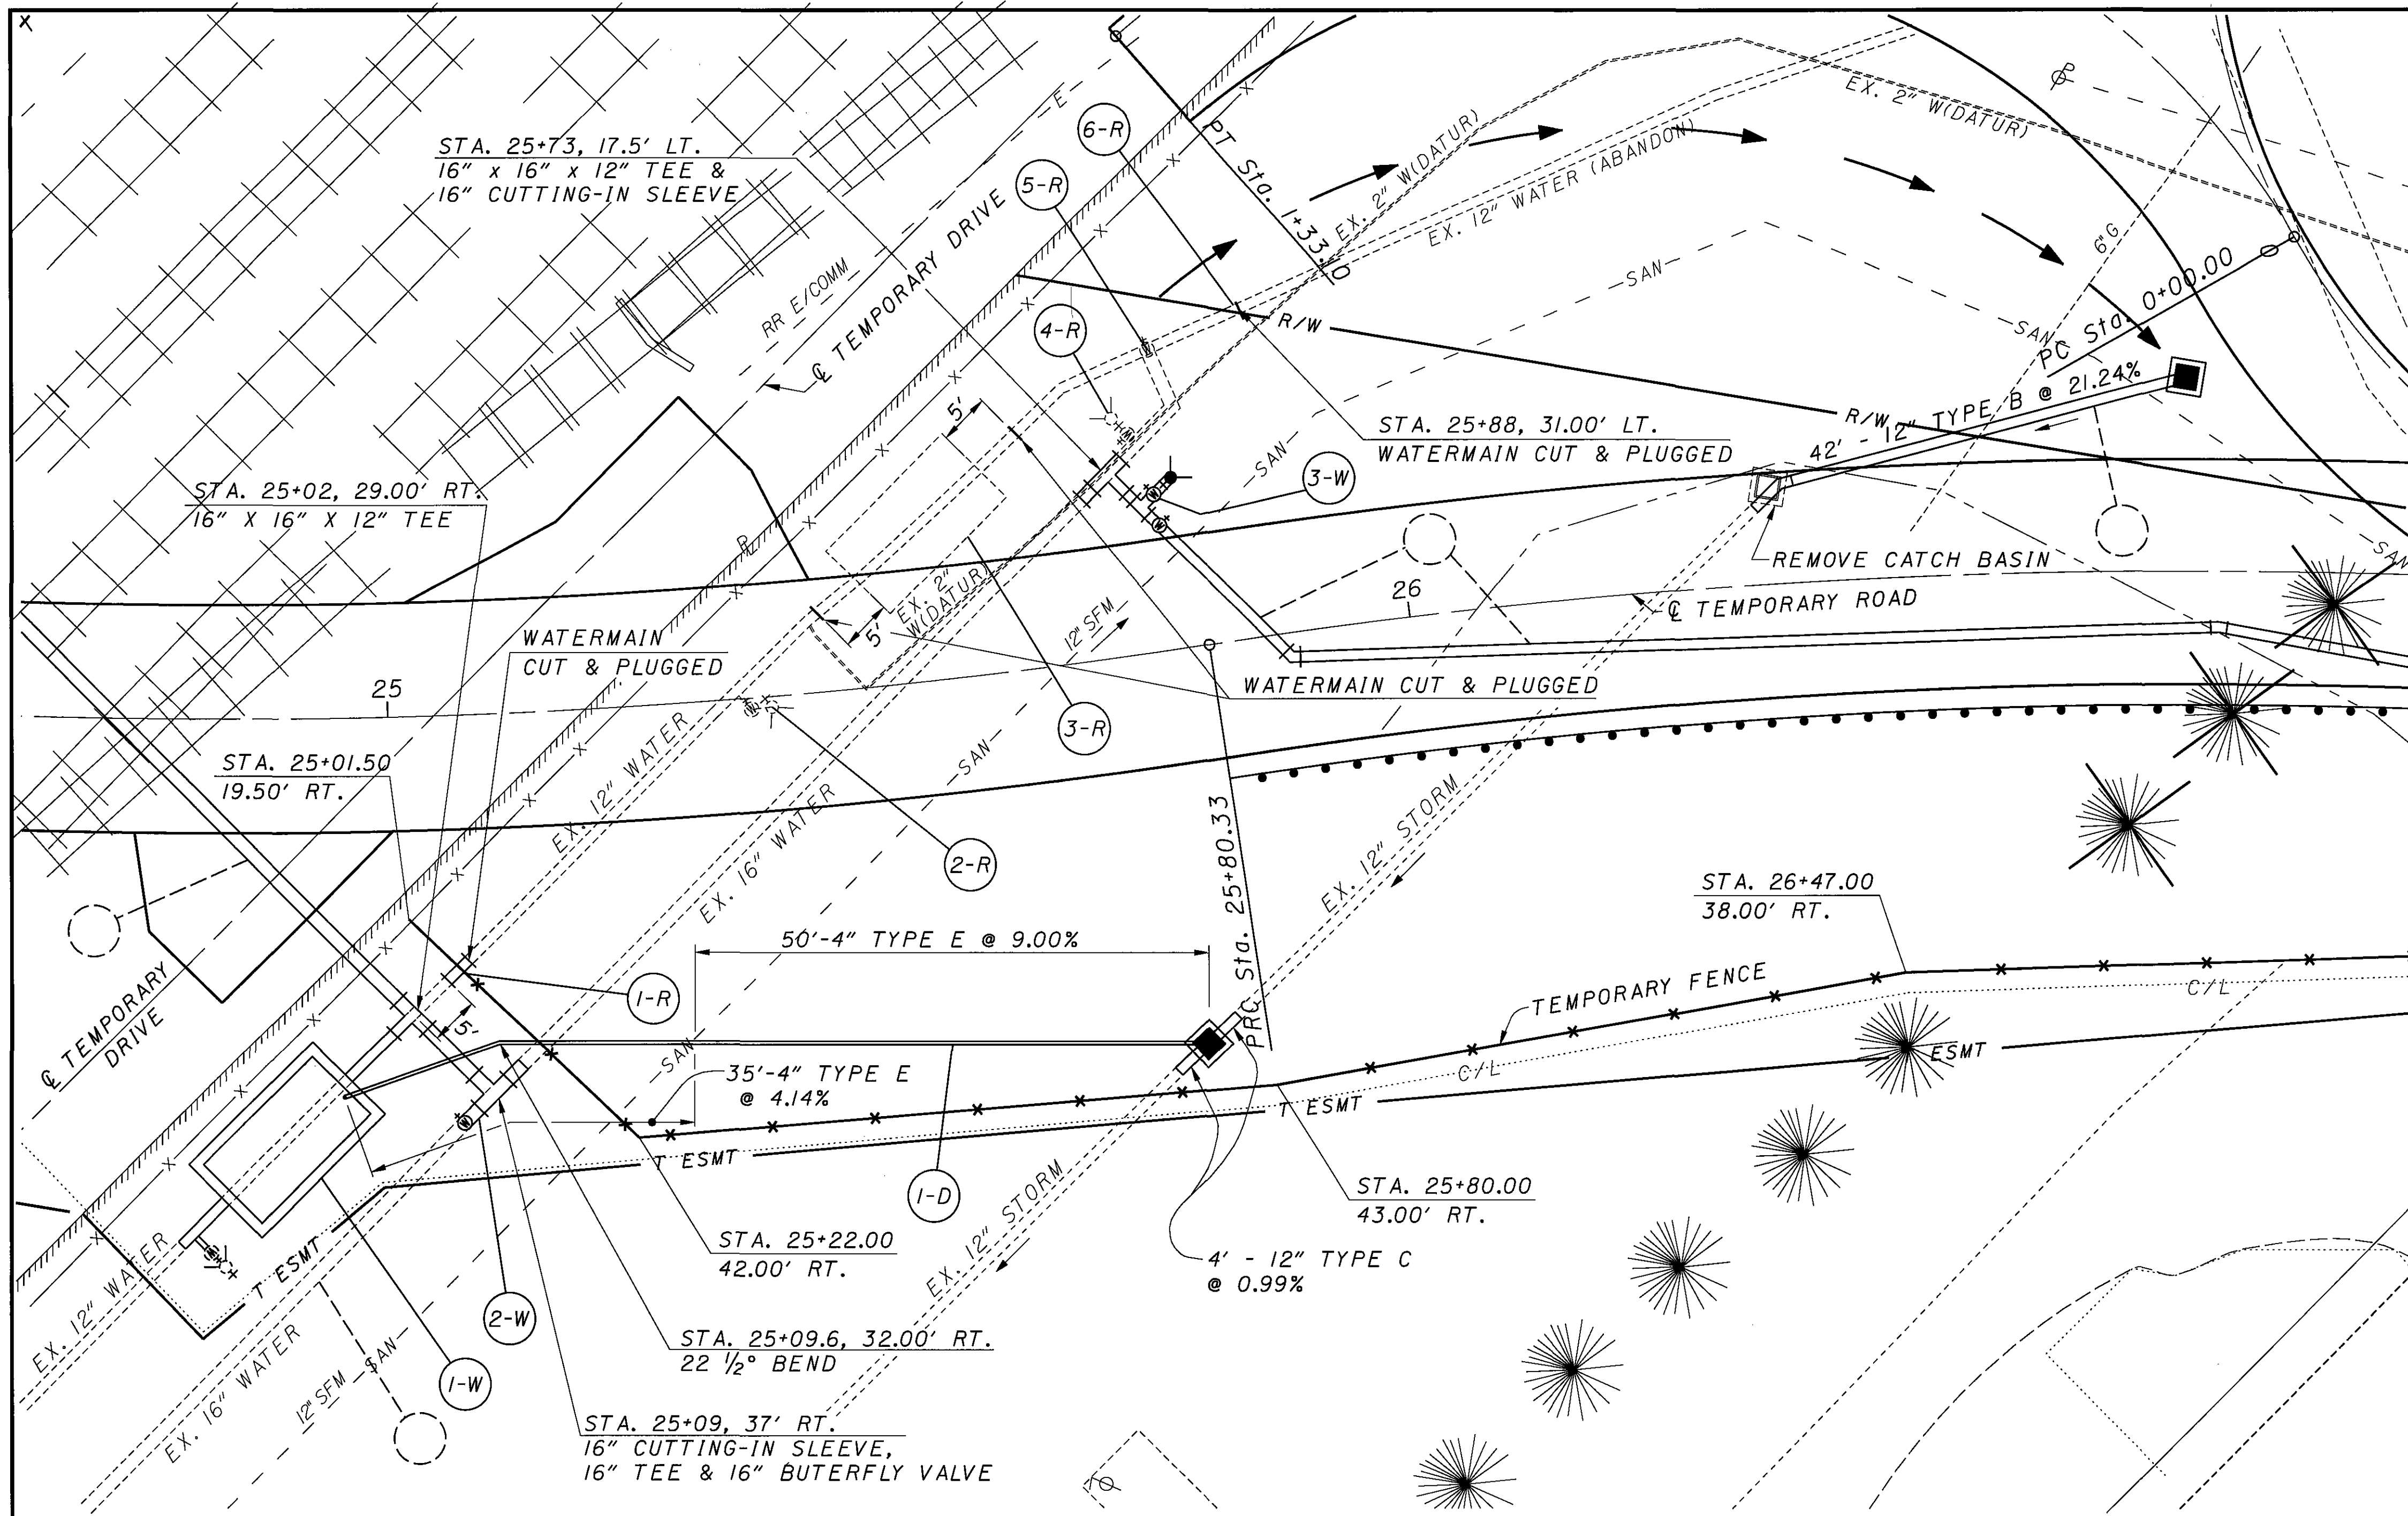 X
STA. 25+73, 17.5' LT.
16" x 16" x 12" TEE &
16" CUTTING-IN SLEEVE
6-R
5-R
4-R
E
PT Sta. 1+33.10
EX. 2" W(DATUR)
EX. 12" WATER (ABANDON)
EX. 2" W(DATUR)
P
6" G
RR E/COMM
℄ TEMPORARY DRIVE
SAN
SAN
R/W
PC Sta. 0+00.00
STA. 25+88, 31.00' LT.
WATERMAIN CUT & PLUGGED
R/W
42' - 12" TYPE B @ 21.24%
SAN
3-W
5'
STA. 25+02, 29.00' RT.
16" X 16" X 12" TEE
REMOVE CATCH BASIN
SAN
26
℄ TEMPORARY ROAD
EX. 2"
W(DATUR)
5'
12" SFM
WATERMAIN
CUT & PLUGGED
WATERMAIN CUT & PLUGGED
25
3-R
STA. 25+01.50
19.50' RT.
EX. 12" WATER
EX. 16" WATER
SAN
2-R
PRC Sta. 25+80.33
EX. 12" STORM
STA. 26+47.00
38.00' RT.
50'-4" TYPE E @ 9.00%
1-R
5'
TEMPORARY FENCE
C/L
C/L
ESMT
℄ TEMPORARY
DRIVE
SAN
35'-4" TYPE E
@ 4.14%
T ESMT
T ESMT
1-D
STA. 25+80.00
43.00' RT.
EX. 12" STORM
4' - 12" TYPE C
@ 0.99%
STA. 25+22.00
42.00' RT.
T ESMT
EX. 12" WATER
EX. 16" WATER
12" SFM
SAN
2-W
1-W
STA. 25+09.6, 32.00' RT.
22 1/2° BEND
STA. 25+09, 37' RT.
16" CUTTING-IN SLEEVE,
16" TEE & 16" BUTERFLY VALVE